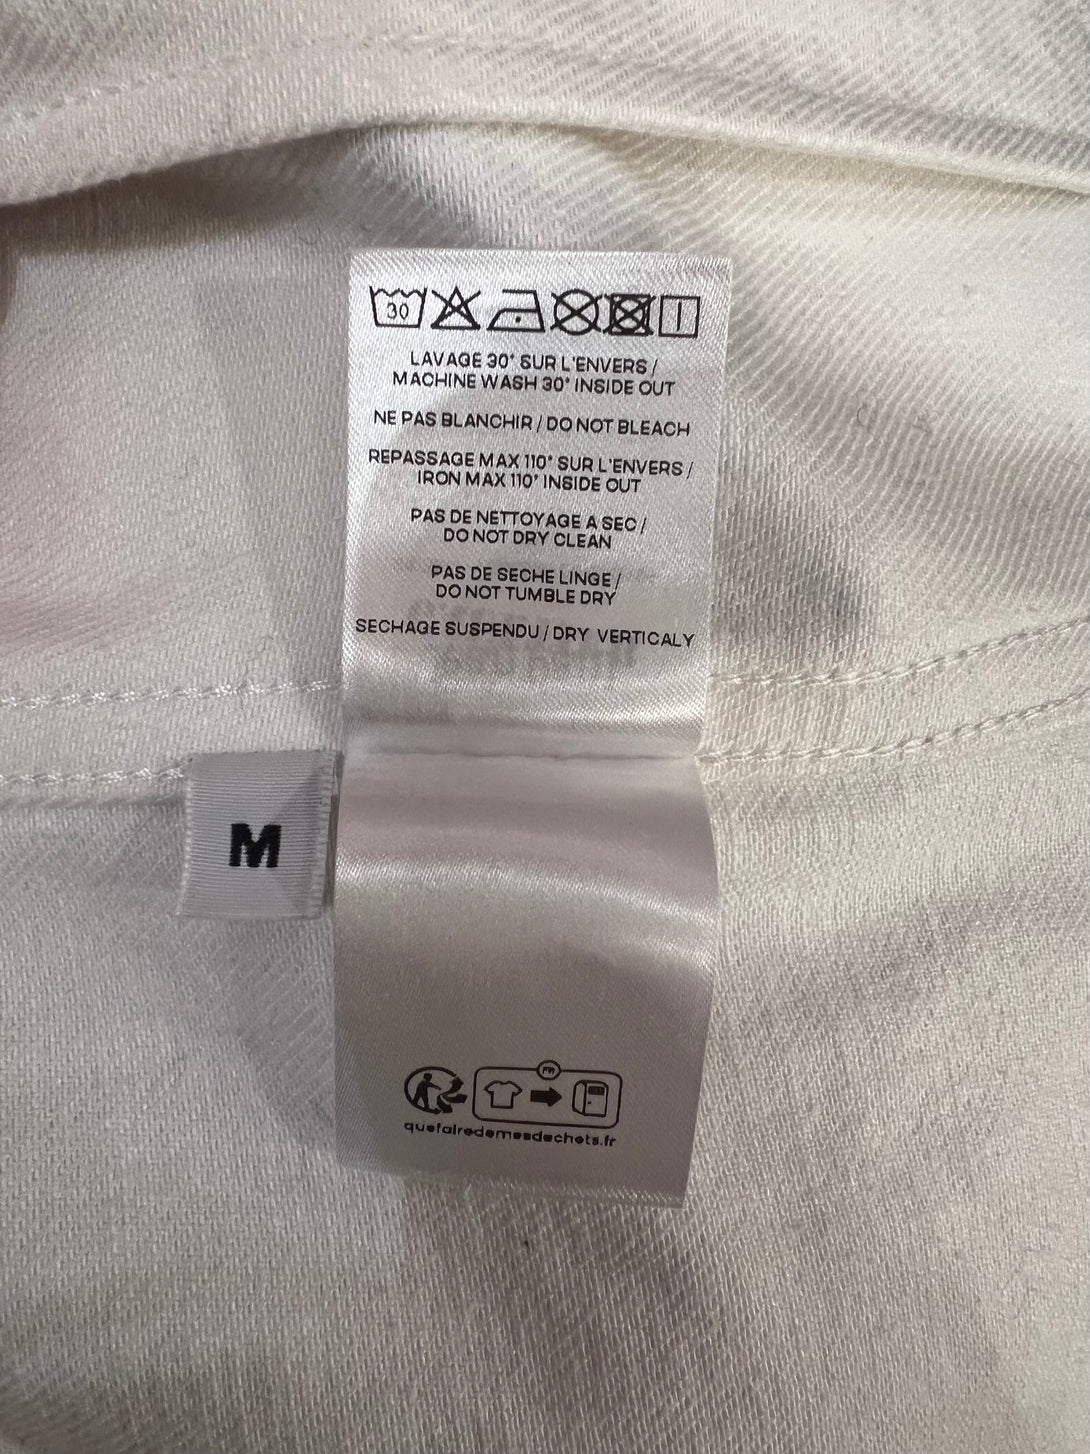 30
LAVAGE 30° SUR L'ENVERS /
MACHINE WASH 30° INSIDE OUT
NE PAS BLANCHIR / DO NOT BLEACH
REPASSAGE MAX 110° SUR L'ENVERS /
IRON MAX 110° INSIDE OUT
PAS DE NETTOYAGE A SEC /
DO NOT DRY CLEAN
PAS DE SECHE LINGE /
DO NOT TUMBLE DRY
SECHAGE SUSPENDU / DRY VERTICALY
M
FR
quefairedemesdechets.fr